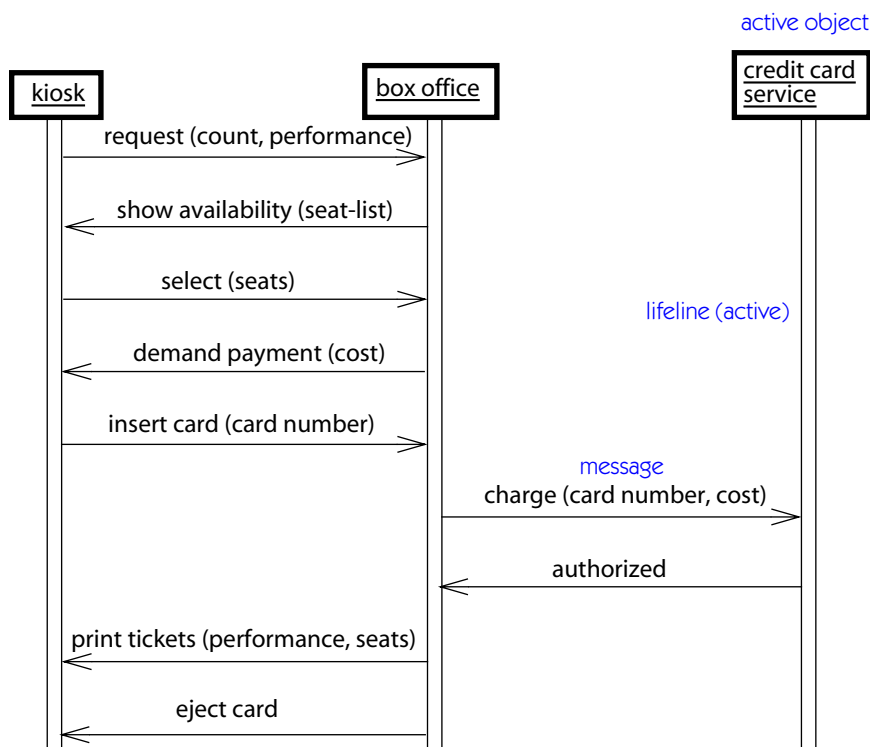 active object
kiosk
box office
credit card
service
request (count, performance)
show availability (seat-list)
select (seats)
lifeline (active)
demand payment (cost)
insert card (card number)
message
charge (card number, cost)
authorized
print tickets (performance, seats)
eject card